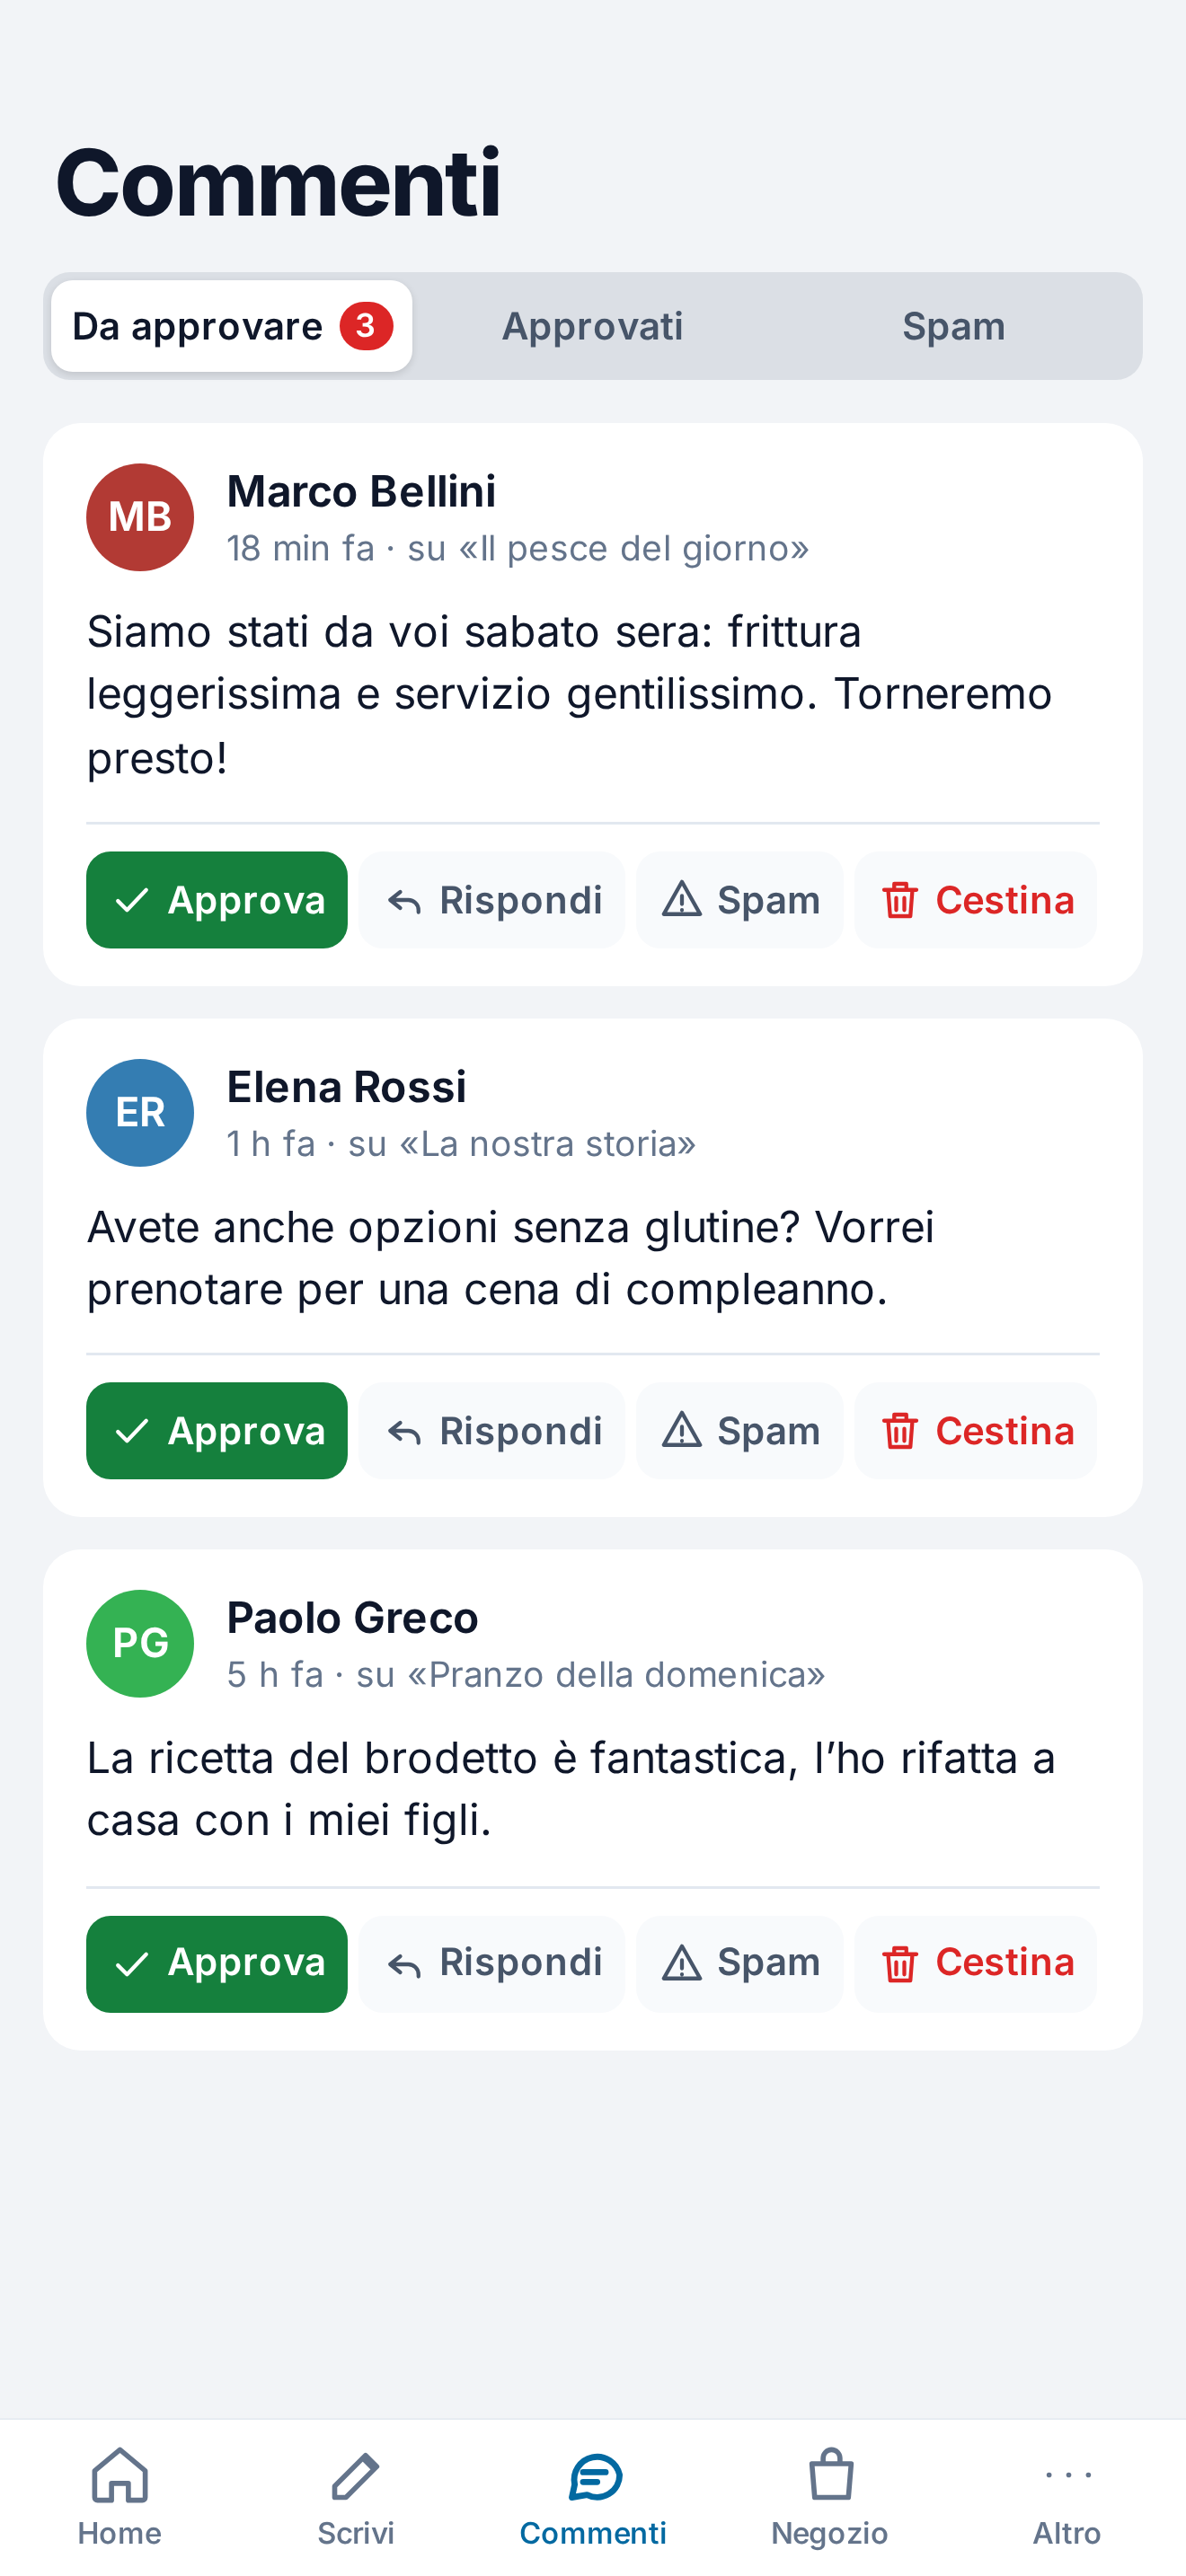 Commenti
Da approvare 3 Approvati Spam
MB
Marco Bellini
18 min fa · su «Il pesce del giorno»
Siamo stati da voi sabato sera: frittura
leggerissima e servizio gentilissimo. Torneremo
presto!
Approva Rispondi Spam Cestina
ER
Elena Rossi
1 h fa · su «La nostra storia»
Avete anche opzioni senza glutine? Vorrei
prenotare per una cena di compleanno.
Approva Rispondi Spam Cestina
PG
Paolo Greco
5 h fa · su «Pranzo della domenica»
La ricetta del brodetto è fantastica, l’ho rifatta a
casa con i miei figli.
Approva Rispondi Spam Cestina
Home Scrivi Commenti Negozio Altro